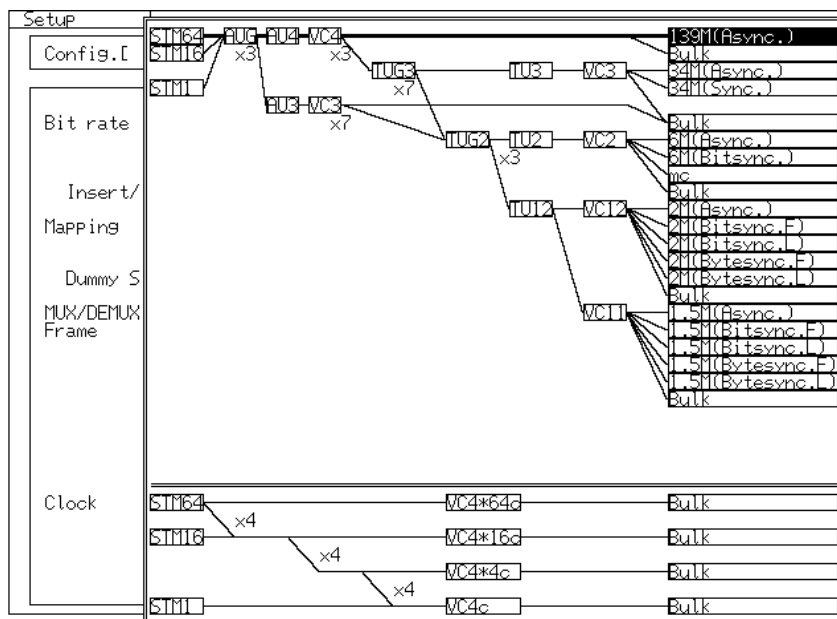 Setup
Config.[
Bit rate
Insert/
Mapping
Dummy S
MUX/DEMUX
Frame
Clock
STM64 AUG AU4 VC4 139M(Async.)
STM16 x3 x3 Bulk
TUG3 TU3 VC3 34M(Async.)
STM1 x7 34M(Sync.)
AU3 VC3
x7 Bulk
TUG2 TU2 VC2 6M(Async.)
x3 6M(Bitsync.)
mc
Bulk
TU12 VC12 2M(Async.)
2M(Bitsync.F)
2M(Bitsync.L)
2M(Bytesync.F)
2M(Bytesync.L)
Bulk
VC11 1.5M(Async.)
1.5M(Bitsync.F)
1.5M(Bitsync.L)
1.5M(Bytesync.F)
1.5M(Bytesync.L)
Bulk
STM64 VC4*64c Bulk
x4
STM16 VC4*16c Bulk
x4
VC4*4c Bulk
x4
STM1 VC4c Bulk